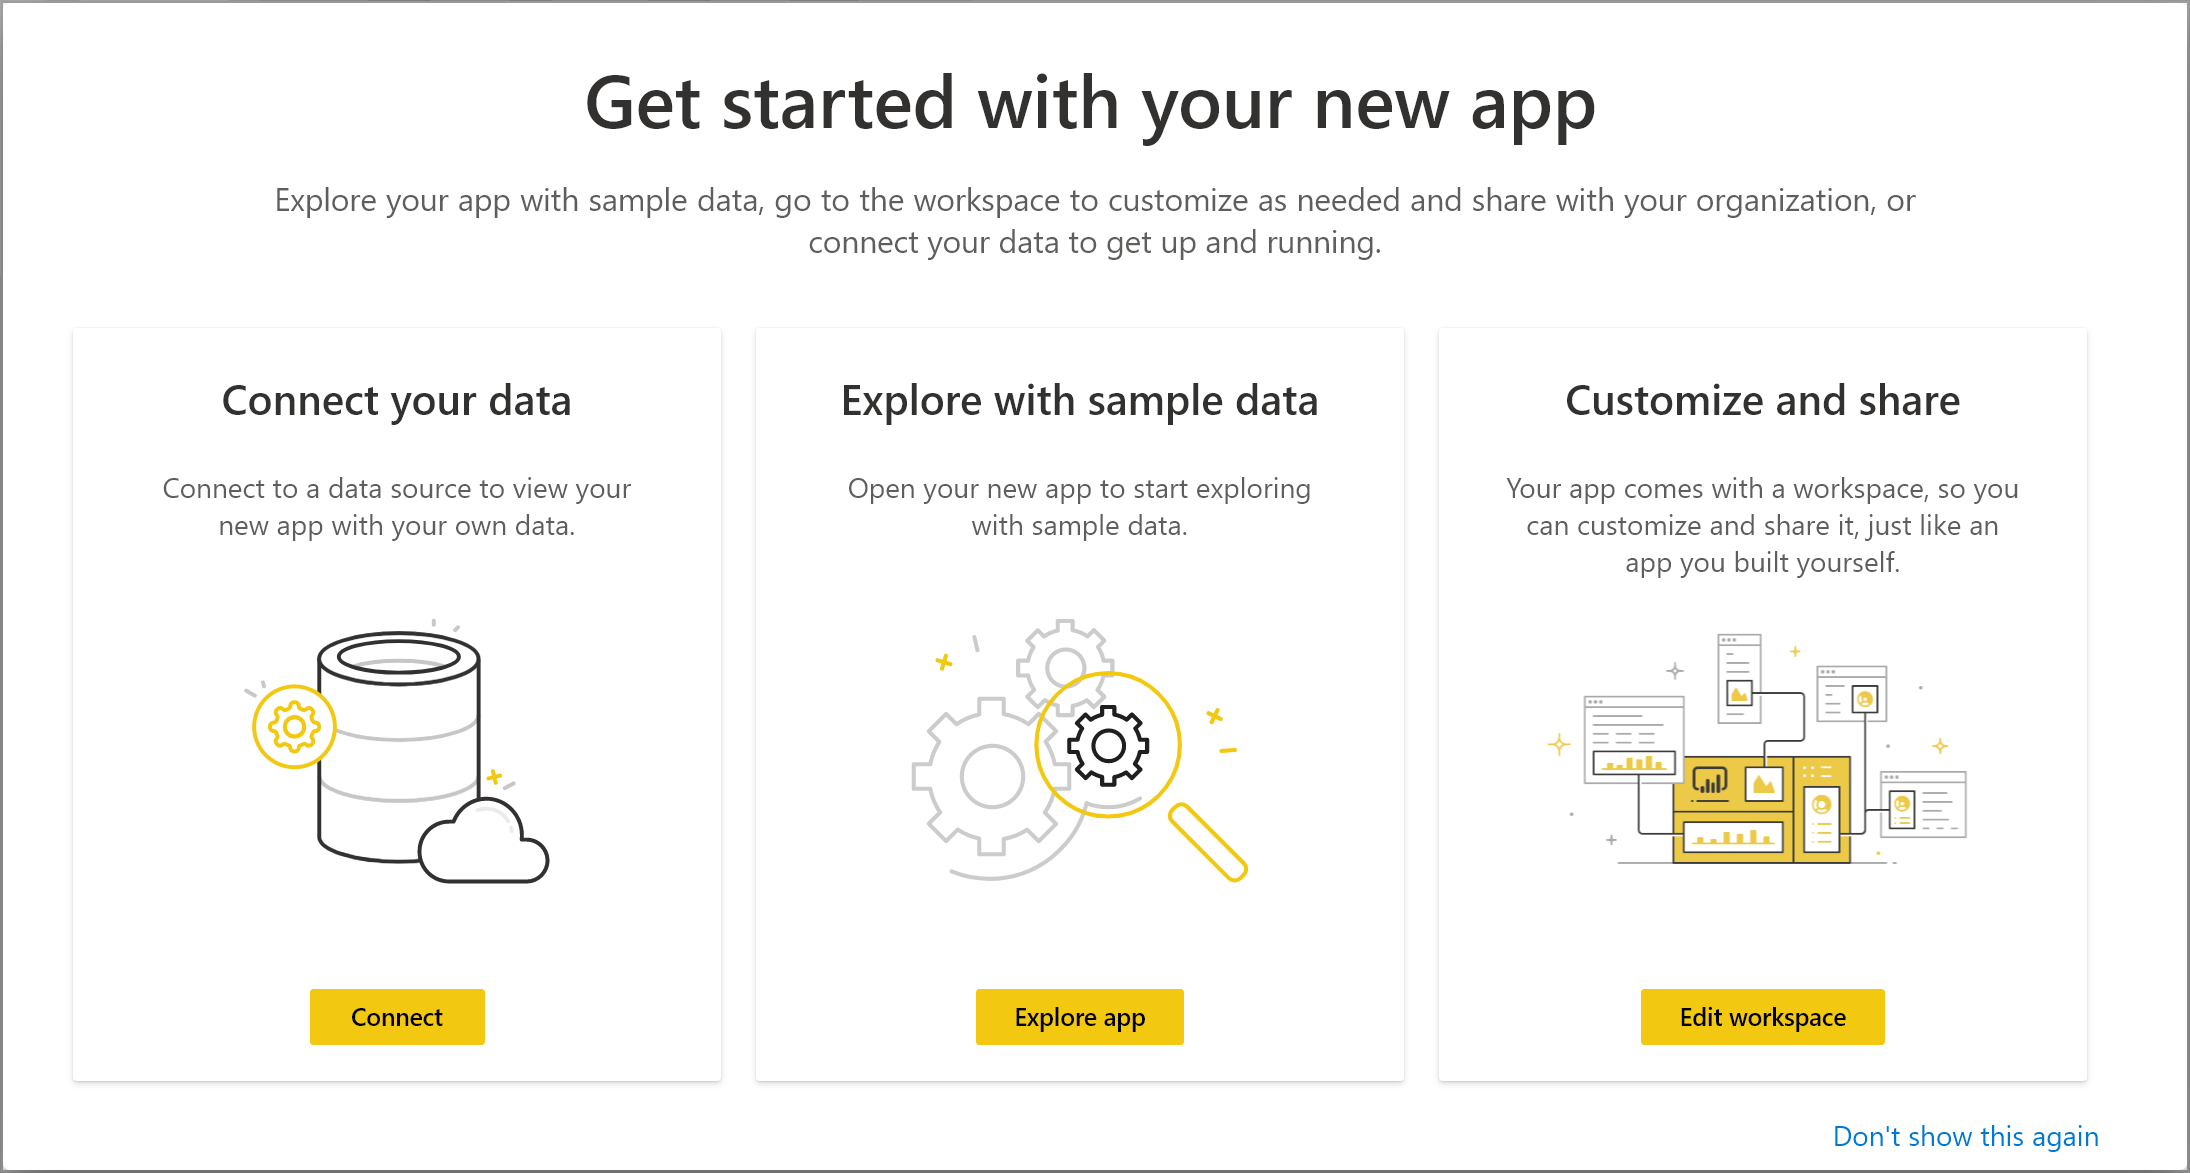 Get started with your new app
Explore your app with sample data, go to the workspace to customize as needed and share with your organization, or
connect your data to get up and running.
Connect your data
Connect to a data source to view your
new app with your own data.
Connect
Explore with sample data
Open your new app to start exploring
with sample data.
Explore app
Customize and share
Your app comes with a workspace, so you
can customize and share it, just like an
app you built yourself.
Edit workspace
Don't show this again